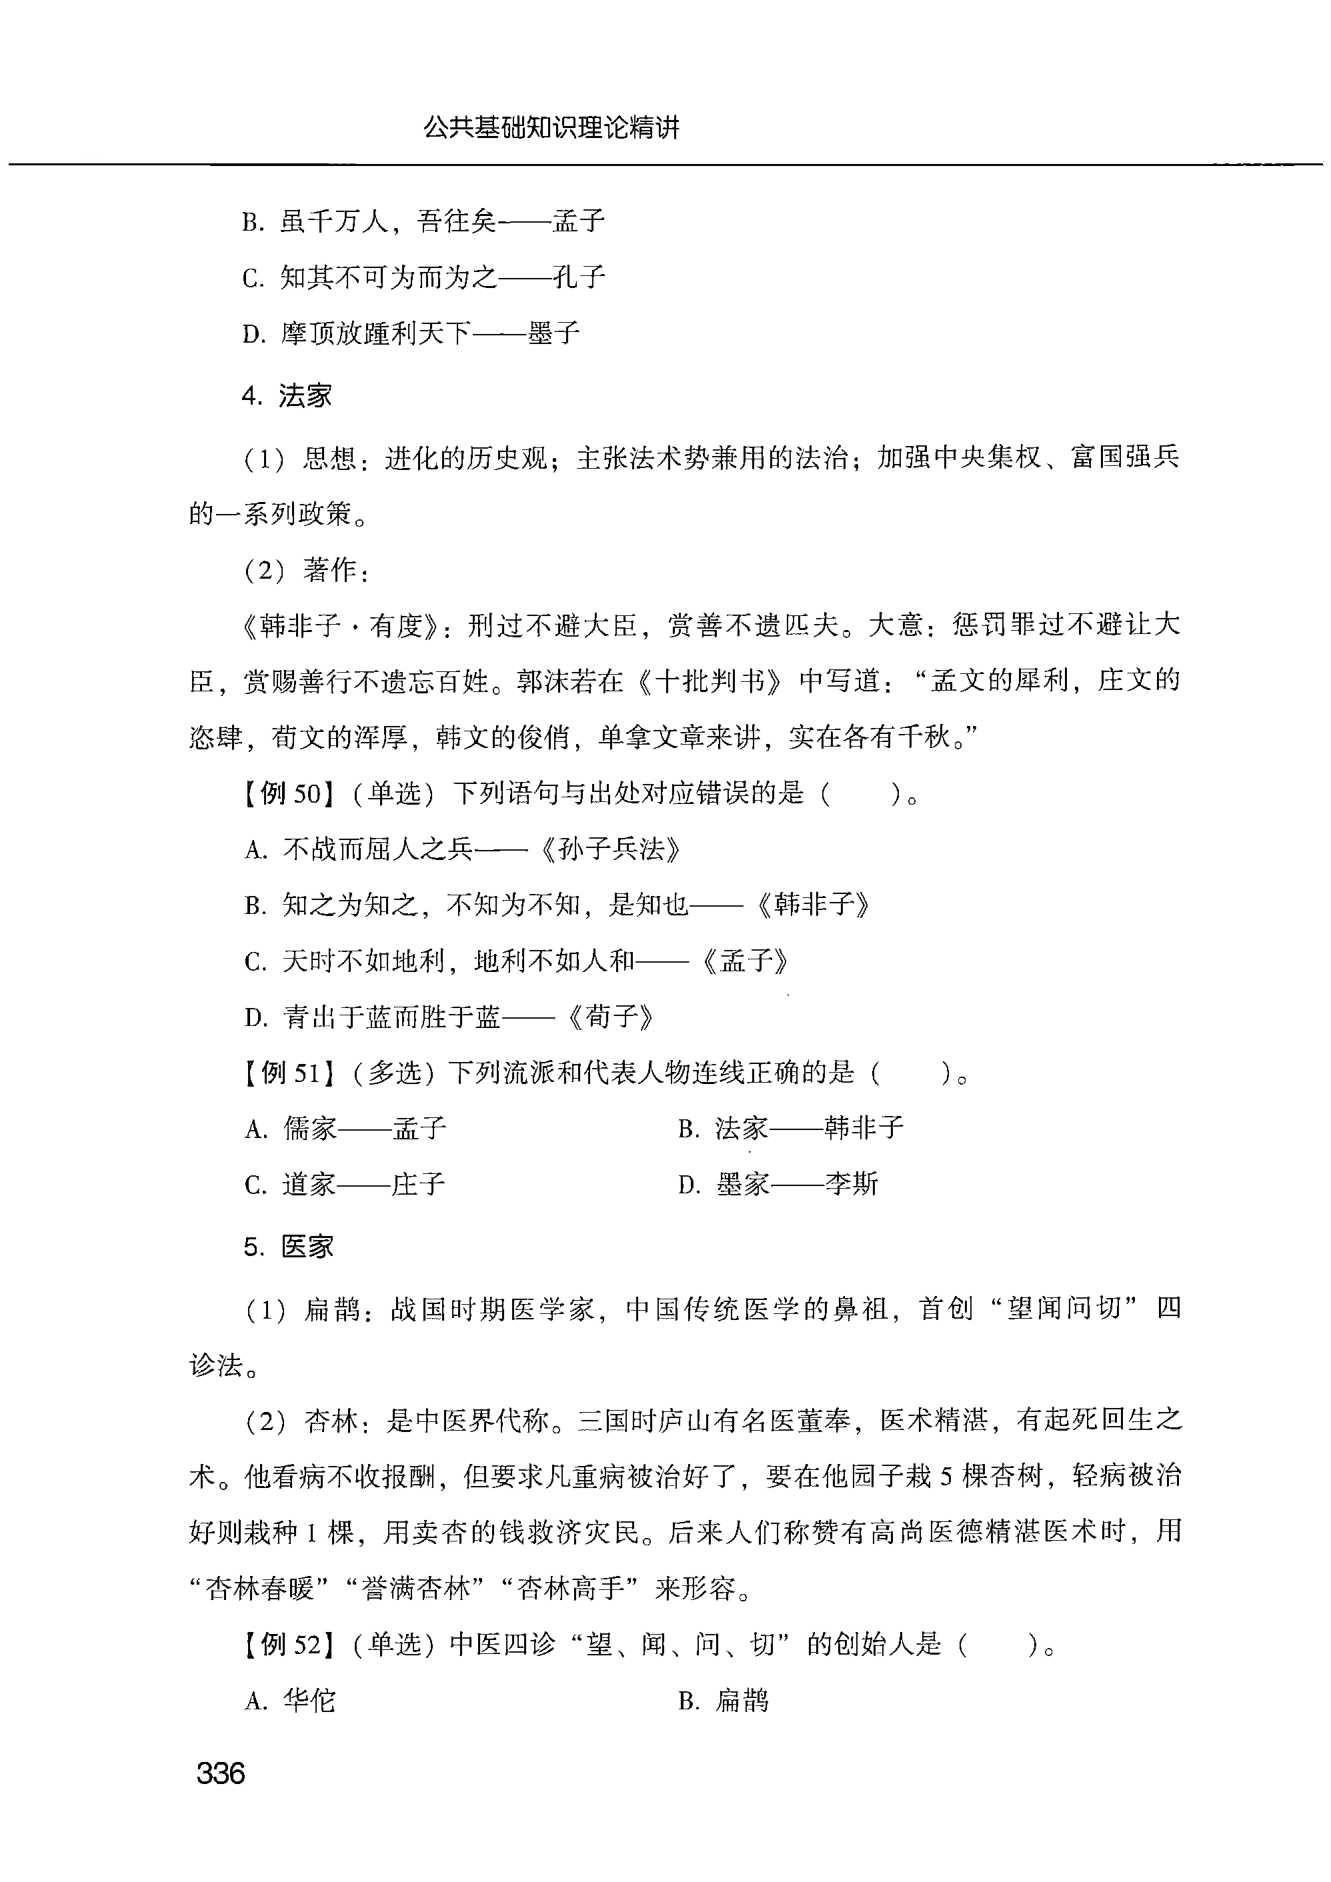 公共基础知识理论精讲
B. 虽千万人，吾往矣——孟子
C. 知其不可为而为之——孔子
D. 摩顶放踵利天下——墨子
4. 法家
（1）思想：进化的历史观；主张法术势兼用的法治；加强中央集权、富国强兵
的一系列政策。
（2）著作：
《韩非子·有度》：刑过不避大臣，赏善不遗匹夫。大意：惩罚罪过不避让大
臣，赏赐善行不遗忘百姓。郭沫若在《十批判书》中写道：“孟文的犀利，庄文的
恣肆，荀文的浑厚，韩文的俊俏，单拿文章来讲，实在各有千秋。”
【例 50】（单选）下列语句与出处对应错误的是（　　）。
A. 不战而屈人之兵——《孙子兵法》
B. 知之为知之，不知为不知，是知也——《韩非子》
C. 天时不如地利，地利不如人和——《孟子》
D. 青出于蓝而胜于蓝——《荀子》
【例 51】（多选）下列流派和代表人物连线正确的是（　　）。
A. 儒家——孟子　　B. 法家——韩非子
C. 道家——庄子　　D. 墨家——李斯
5. 医家
（1）扁鹊：战国时期医学家，中国传统医学的鼻祖，首创“望闻问切”四
诊法。
（2）杏林：是中医界代称。三国时庐山有名医董奉，医术精湛，有起死回生之
术。他看病不收报酬，但要求凡重病被治好了，要在他园子栽 5 棵杏树，轻病被治
好则栽种 1 棵，用卖杏的钱救济灾民。后来人们称赞有高尚医德精湛医术时，用
“杏林春暖”“誉满杏林”“杏林高手”来形容。
【例 52】（单选）中医四诊“望、闻、问、切”的创始人是（　　）。
A. 华佗　　B. 扁鹊
336